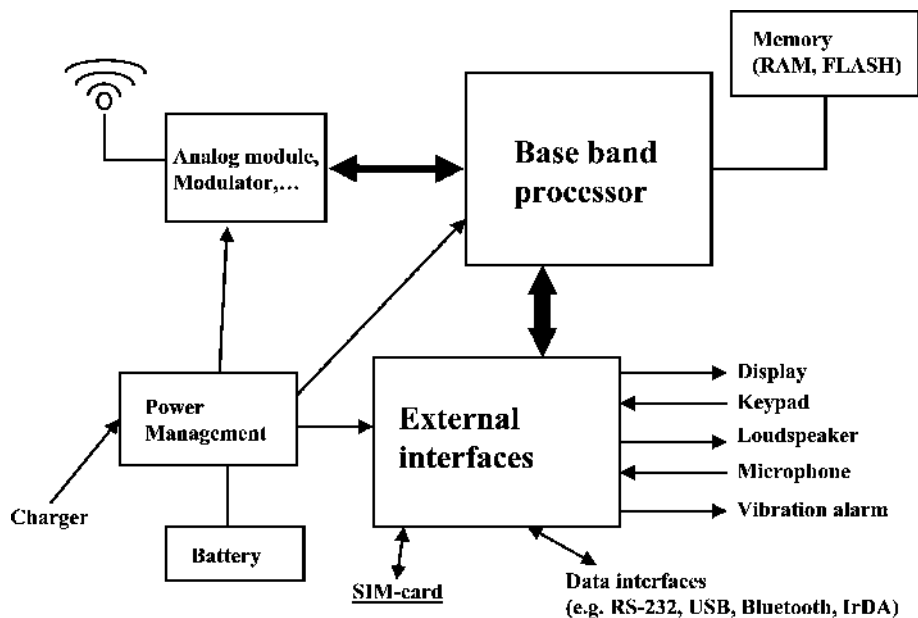 Memory
(RAM, FLASH)
Analog module,
Modulator,...
Base band
processor
Power
Management
External
interfaces
Display
Keypad
Loudspeaker
Microphone
Vibration alarm
Charger
Battery
SIM-card
Data interfaces
(e.g. RS-232, USB, Bluetooth, IrDA)